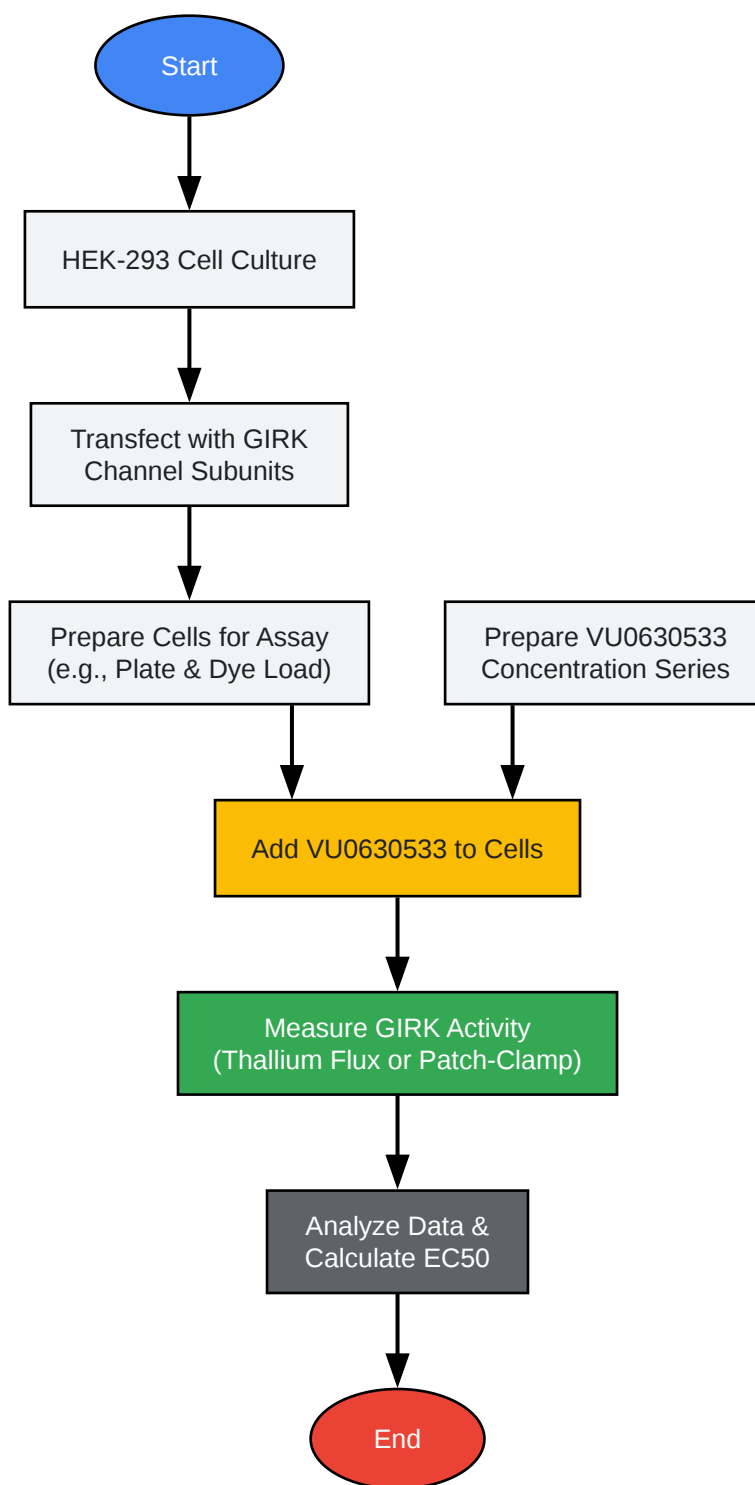 Start
HEK-293 Cell Culture
Transfect with GIRK
Channel Subunits
Prepare Cells for Assay
(e.g., Plate & Dye Load)
Prepare VU0630533
Concentration Series
Add VU0630533 to Cells
Measure GIRK Activity
(Thallium Flux or Patch-Clamp)
Analyze Data &
Calculate EC50
End